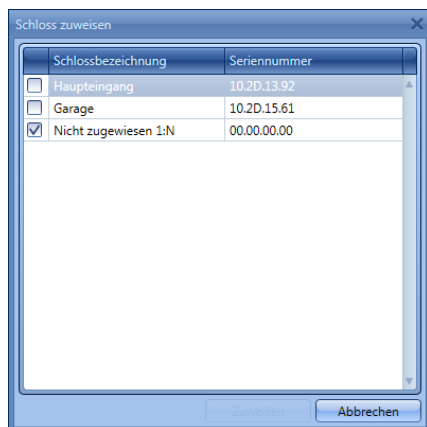 Schloss zuweisen
Schlossbezeichnung Seriennummer
Haupteingang 10.2D.13.92
Garage 10.2D.15.61
Nicht zugewiesen 1:N 00.00.00.00
Zuweisen Abbrechen